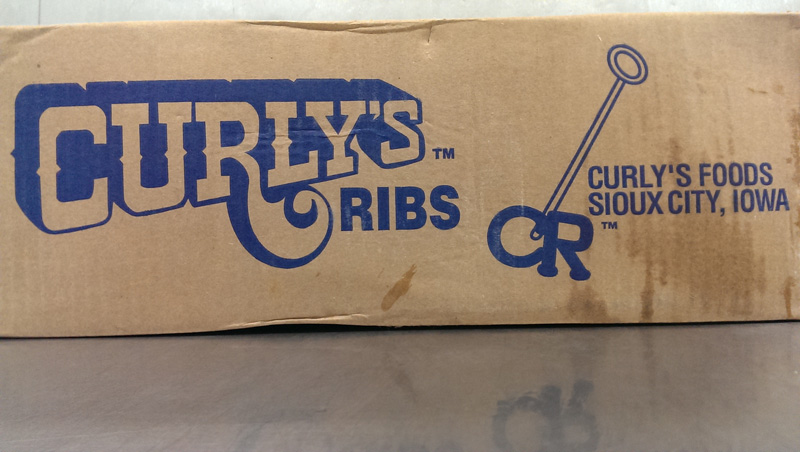 CURLY'S™
RIBS
CURLY'S FOODS
SIOUX CITY, IOWA
CR™